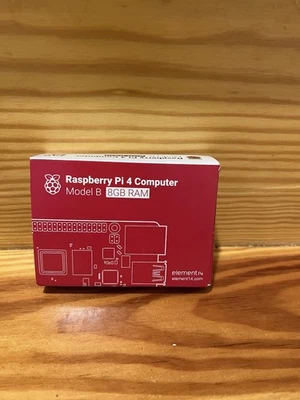 Raspberry Pi 4 Computer
Model B 8GB RAM
element14
element14.com